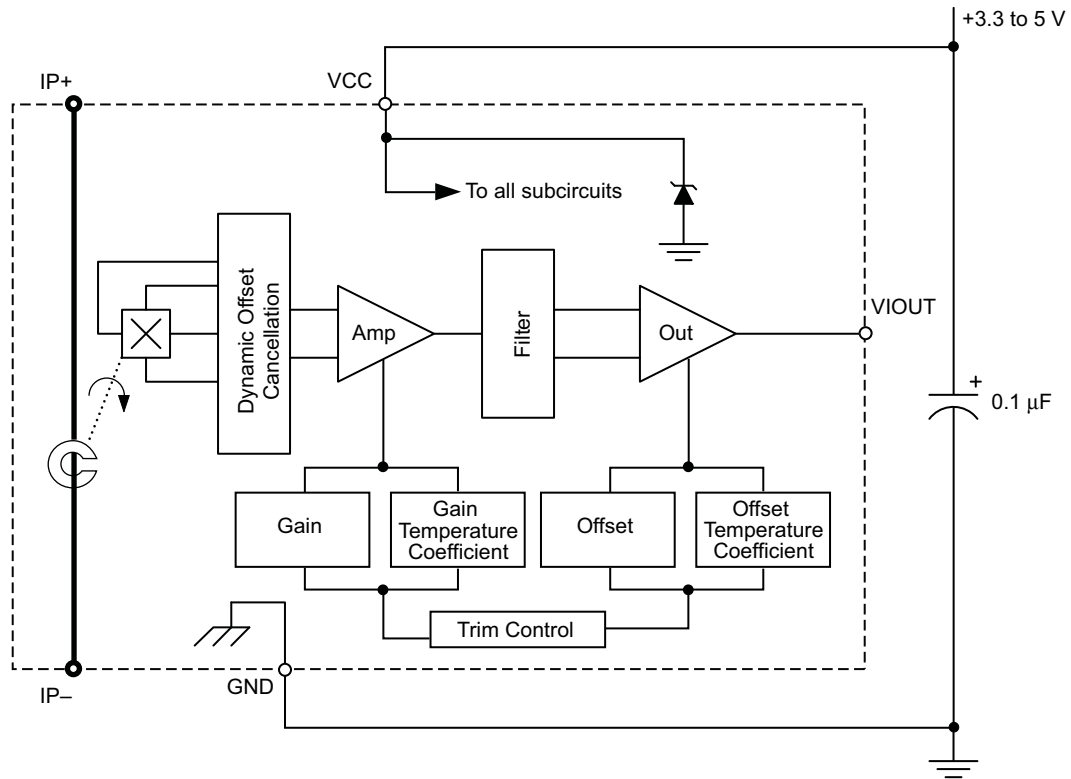 +3.3 to 5 V
IP+
VCC
To all subcircuits
Dynamic Offset
Cancellation
Amp
Filter
Out
VIOUT
+
0.1 μF
Gain
Gain
Temperature
Coefficient
Offset
Offset
Temperature
Coefficient
Trim Control
GND
IP–